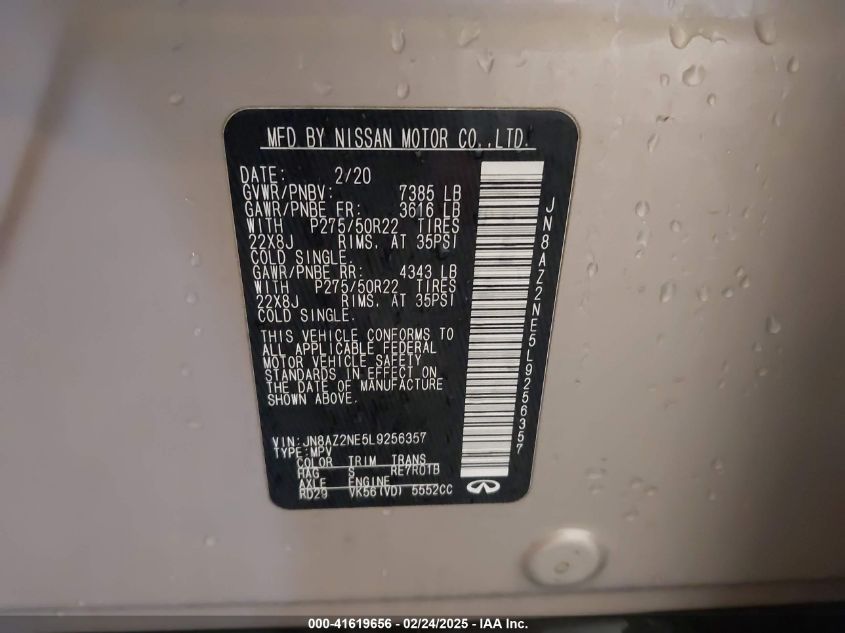 MFD BY NISSAN MOTOR CO.,LTD.
DATE: 2/20
GVWR/PNBV: 7385 LB
GAWR/PNBE FR: 3616 LB
WITH P275/50R22 TIRES
22X8J RIMS, AT 35PSI
COLD SINGLE.
GAWR/PNBE RR: 4343 LB
WITH P275/50R22 TIRES
22X8J RIMS, AT 35PSI
COLD SINGLE.
THIS VEHICLE CONFORMS TO
ALL APPLICABLE FEDERAL
MOTOR VEHICLE SAFETY
STANDARDS IN EFFECT ON
THE DATE OF MANUFACTURE
SHOWN ABOVE.
VIN:JN8AZ2NE5L9256357
TYPE:MPV
COLOR TRIM TRANS
HAG S RE7R01B
AXLE ENGINE
RD29 VK56(VD) 5552CC
JN8AZ2NE5L9256357
000-41619656 - 02/24/2025 - IAA Inc.